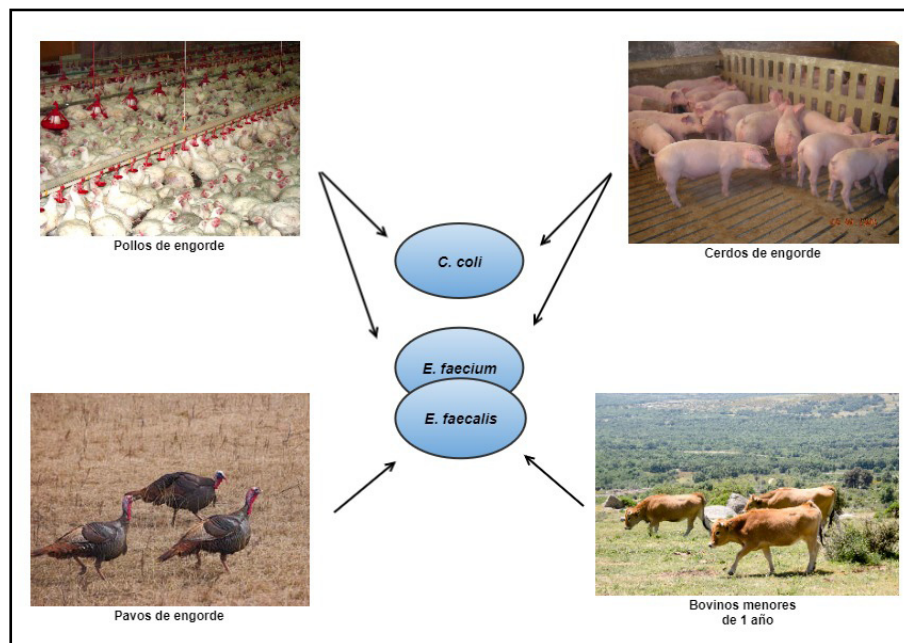 Pollos de engorde
Cerdos de engorde
C. coli
E. faecium
E. faecalis
Pavos de engorde
Bovinos menores
de 1 año